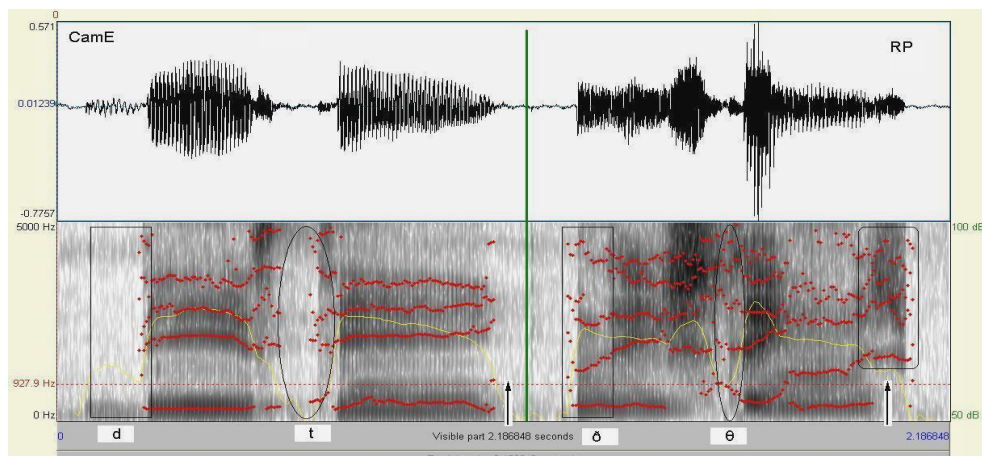 0
0.571
CamE
RP
0.01239
-0.7757
5000 Hz
100 dB
927.9 Hz
0 Hz
50 dB
0
d
t
Visible part 2.186848 seconds
ð
θ
2.186848